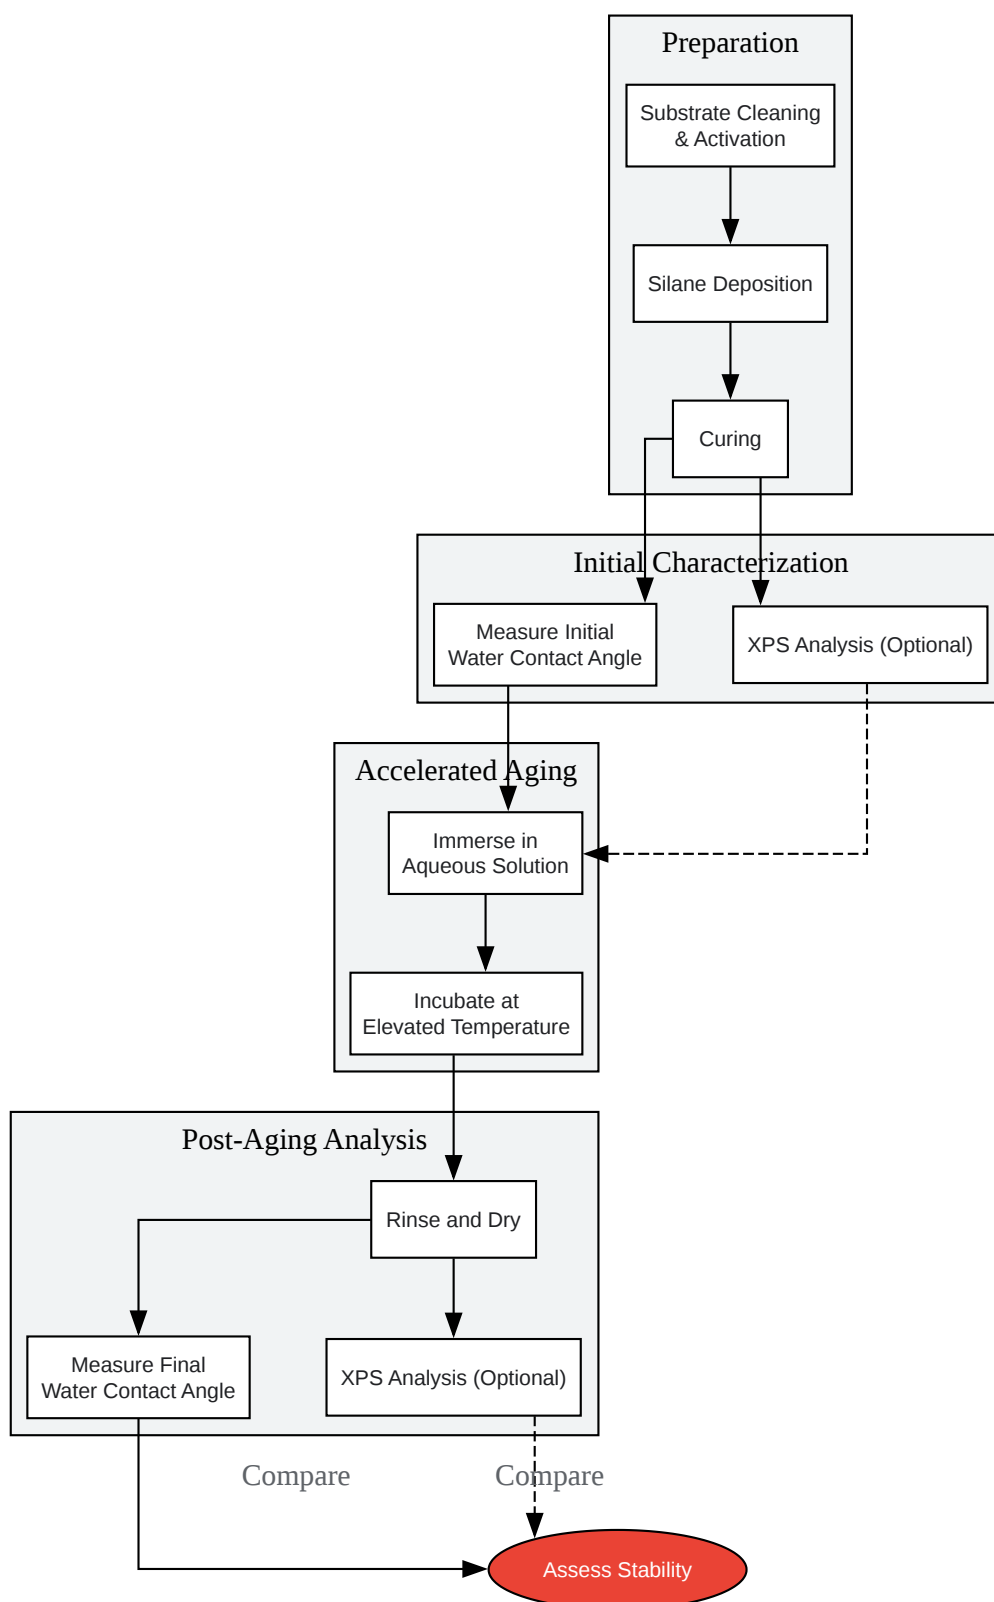 Preparation
Substrate Cleaning
& Activation
Silane Deposition
Curing
Initial Characterization
Measure Initial
Water Contact Angle
XPS Analysis (Optional)
Accelerated Aging
Immerse in
Aqueous Solution
Incubate at
Elevated Temperature
Post-Aging Analysis
Rinse and Dry
Measure Final
Water Contact Angle
XPS Analysis (Optional)
Compare
Compare
Assess Stability